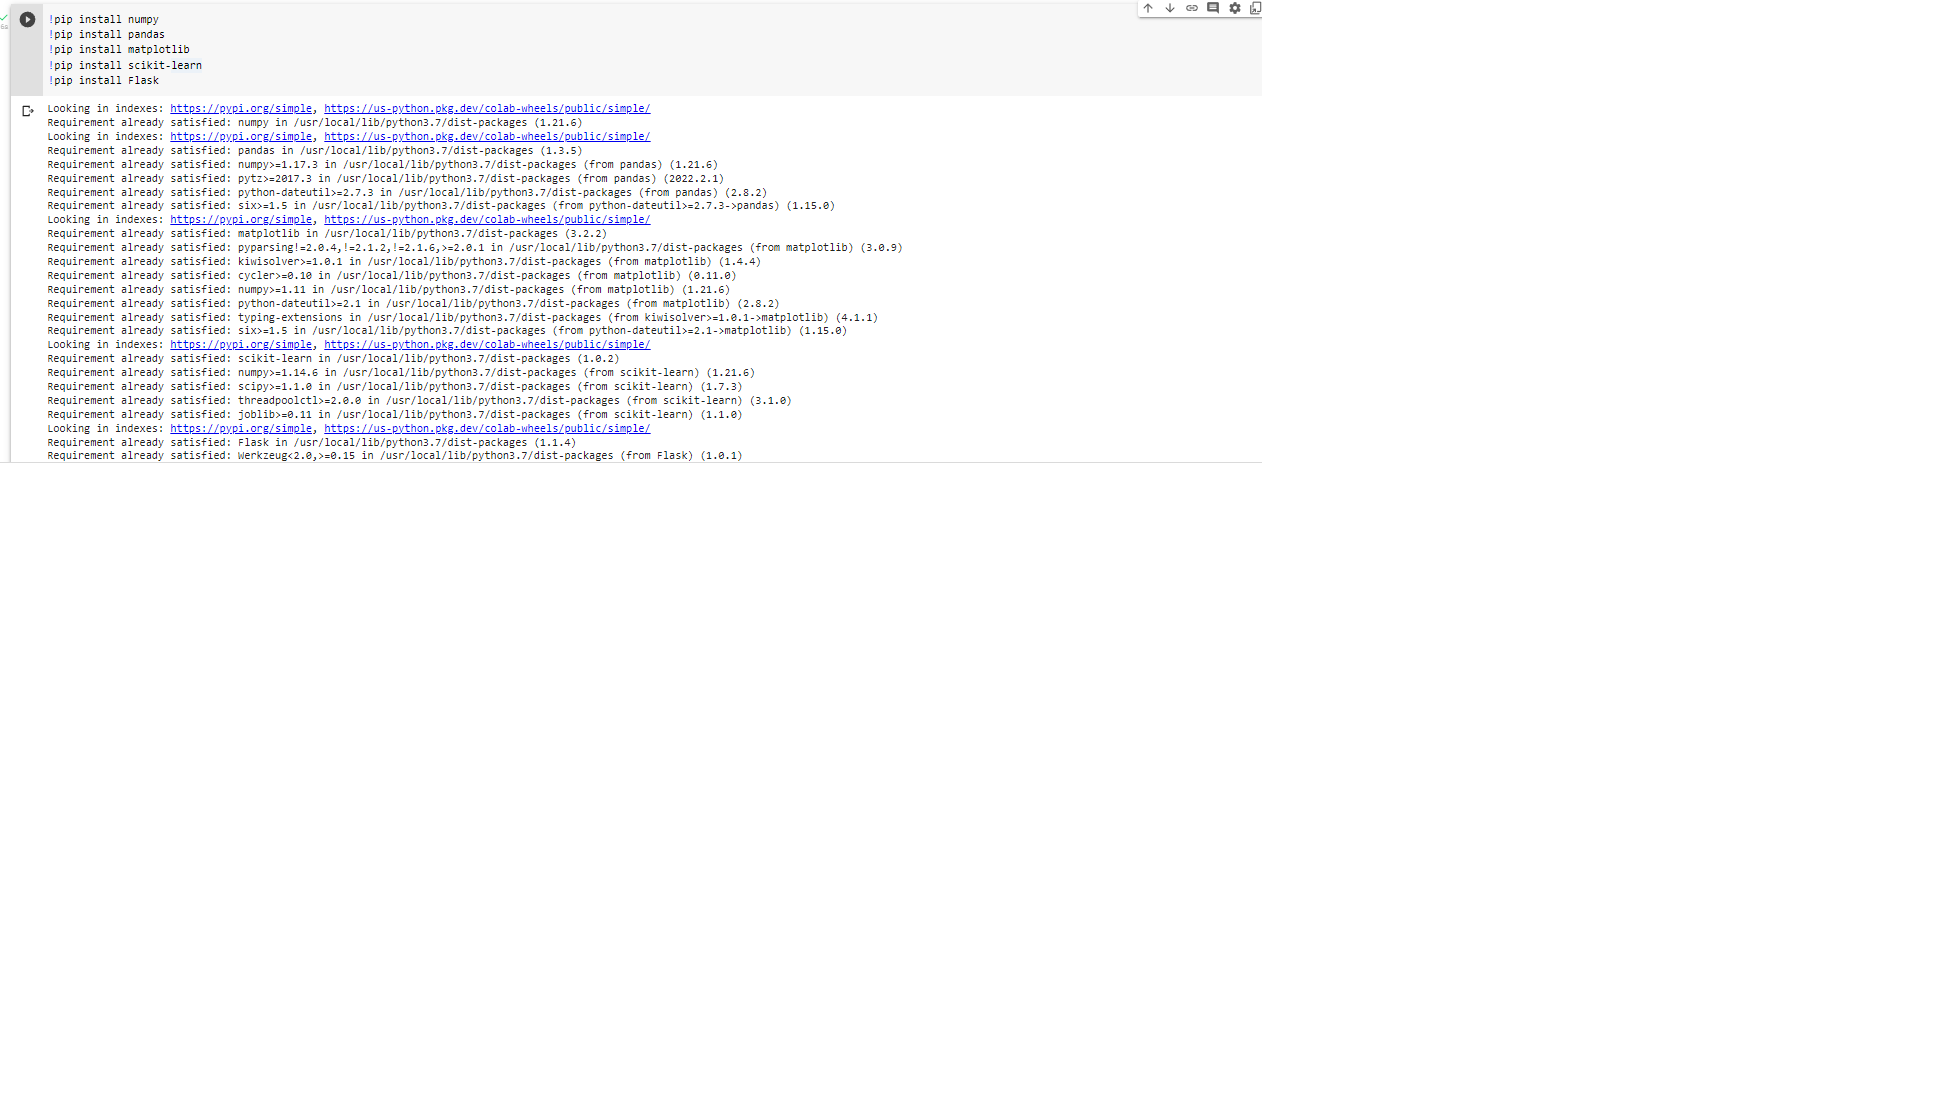 !pip install numpy
!pip install pandas
!pip install matplotlib
!pip install scikit-learn
!pip install Flask
Looking in indexes: https://pypi.org/simple, https://us-python.pkg.dev/colab-wheels/public/simple/
Requirement already satisfied: numpy in /usr/local/lib/python3.7/dist-packages (1.21.6)
Looking in indexes: https://pypi.org/simple, https://us-python.pkg.dev/colab-wheels/public/simple/
Requirement already satisfied: pandas in /usr/local/lib/python3.7/dist-packages (1.3.5)
Requirement already satisfied: numpy>=1.17.3 in /usr/local/lib/python3.7/dist-packages (from pandas) (1.21.6)
Requirement already satisfied: pytz>=2017.3 in /usr/local/lib/python3.7/dist-packages (from pandas) (2022.2.1)
Requirement already satisfied: python-dateutil>=2.7.3 in /usr/local/lib/python3.7/dist-packages (from pandas) (2.8.2)
Requirement already satisfied: six>=1.5 in /usr/local/lib/python3.7/dist-packages (from python-dateutil>=2.7.3->pandas) (1.15.0)
Looking in indexes: https://pypi.org/simple, https://us-python.pkg.dev/colab-wheels/public/simple/
Requirement already satisfied: matplotlib in /usr/local/lib/python3.7/dist-packages (3.2.2)
Requirement already satisfied: pyparsing!=2.0.4,!=2.1.2,!=2.1.6,>=2.0.1 in /usr/local/lib/python3.7/dist-packages (from matplotlib) (3.0.9)
Requirement already satisfied: kiwisolver>=1.0.1 in /usr/local/lib/python3.7/dist-packages (from matplotlib) (1.4.4)
Requirement already satisfied: cycler>=0.10 in /usr/local/lib/python3.7/dist-packages (from matplotlib) (0.11.0)
Requirement already satisfied: numpy>=1.11 in /usr/local/lib/python3.7/dist-packages (from matplotlib) (1.21.6)
Requirement already satisfied: python-dateutil>=2.1 in /usr/local/lib/python3.7/dist-packages (from matplotlib) (2.8.2)
Requirement already satisfied: typing-extensions in /usr/local/lib/python3.7/dist-packages (from kiwisolver>=1.0.1->matplotlib) (4.1.1)
Requirement already satisfied: six>=1.5 in /usr/local/lib/python3.7/dist-packages (from python-dateutil>=2.1->matplotlib) (1.15.0)
Looking in indexes: https://pypi.org/simple, https://us-python.pkg.dev/colab-wheels/public/simple/
Requirement already satisfied: scikit-learn in /usr/local/lib/python3.7/dist-packages (1.0.2)
Requirement already satisfied: numpy>=1.14.6 in /usr/local/lib/python3.7/dist-packages (from scikit-learn) (1.21.6)
Requirement already satisfied: scipy>=1.1.0 in /usr/local/lib/python3.7/dist-packages (from scikit-learn) (1.7.3)
Requirement already satisfied: threadpoolctl>=2.0.0 in /usr/local/lib/python3.7/dist-packages (from scikit-learn) (3.1.0)
Requirement already satisfied: joblib>=0.11 in /usr/local/lib/python3.7/dist-packages (from scikit-learn) (1.1.0)
Looking in indexes: https://pypi.org/simple, https://us-python.pkg.dev/colab-wheels/public/simple/
Requirement already satisfied: Flask in /usr/local/lib/python3.7/dist-packages (1.1.4)
Requirement already satisfied: Werkzeug<2.0,>=0.15 in /usr/local/lib/python3.7/dist-packages (from Flask) (1.0.1)